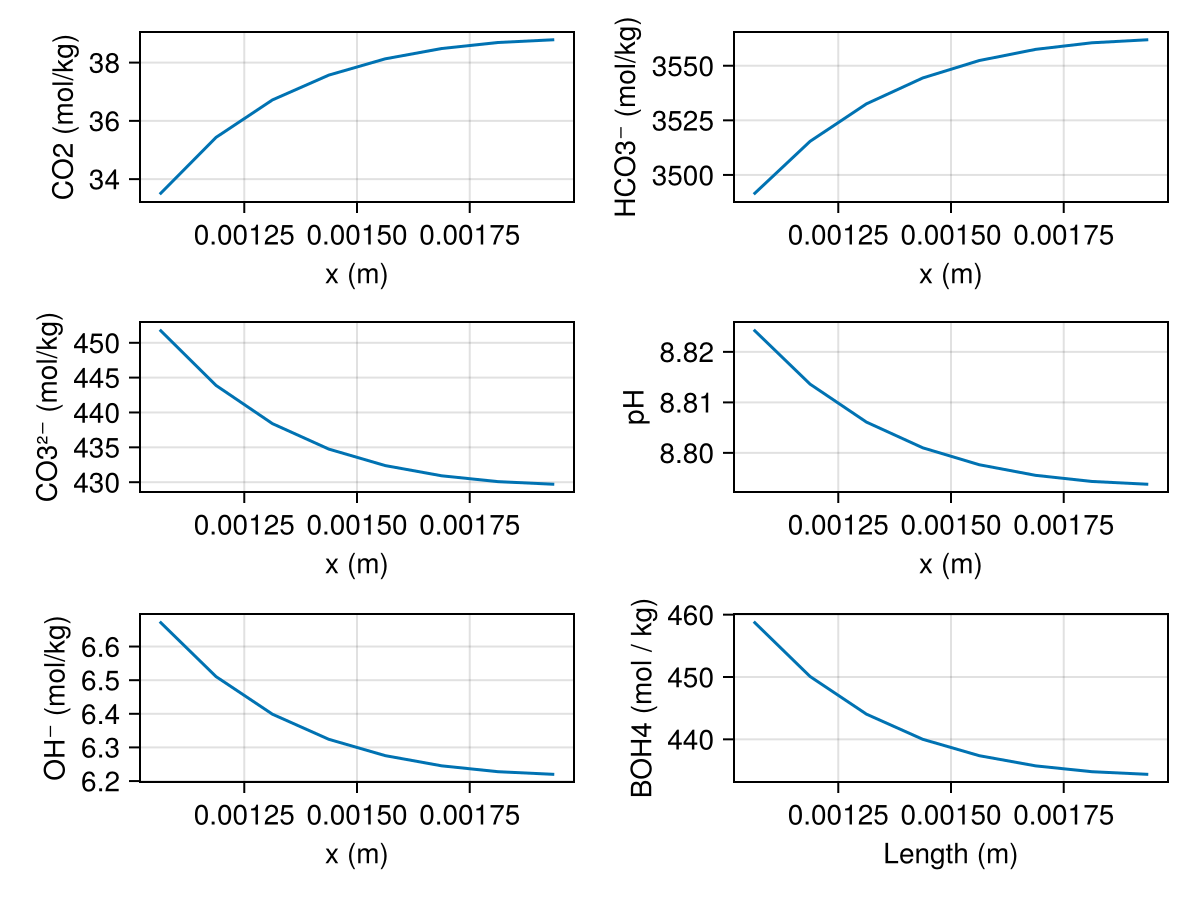 CO2 (mol/kg)
38
36
34
0.00125 0.00150 0.00175
x (m)
HCO3⁻ (mol/kg)
3550
3525
3500
0.00125 0.00150 0.00175
x (m)
CO3²⁻ (mol/kg)
450
445
440
435
430
0.00125 0.00150 0.00175
x (m)
pH
8.82
8.81
8.80
0.00125 0.00150 0.00175
x (m)
OH⁻ (mol/kg)
6.6
6.5
6.4
6.3
6.2
0.00125 0.00150 0.00175
x (m)
BOH4 (mol / kg)
460
450
440
0.00125 0.00150 0.00175
Length (m)